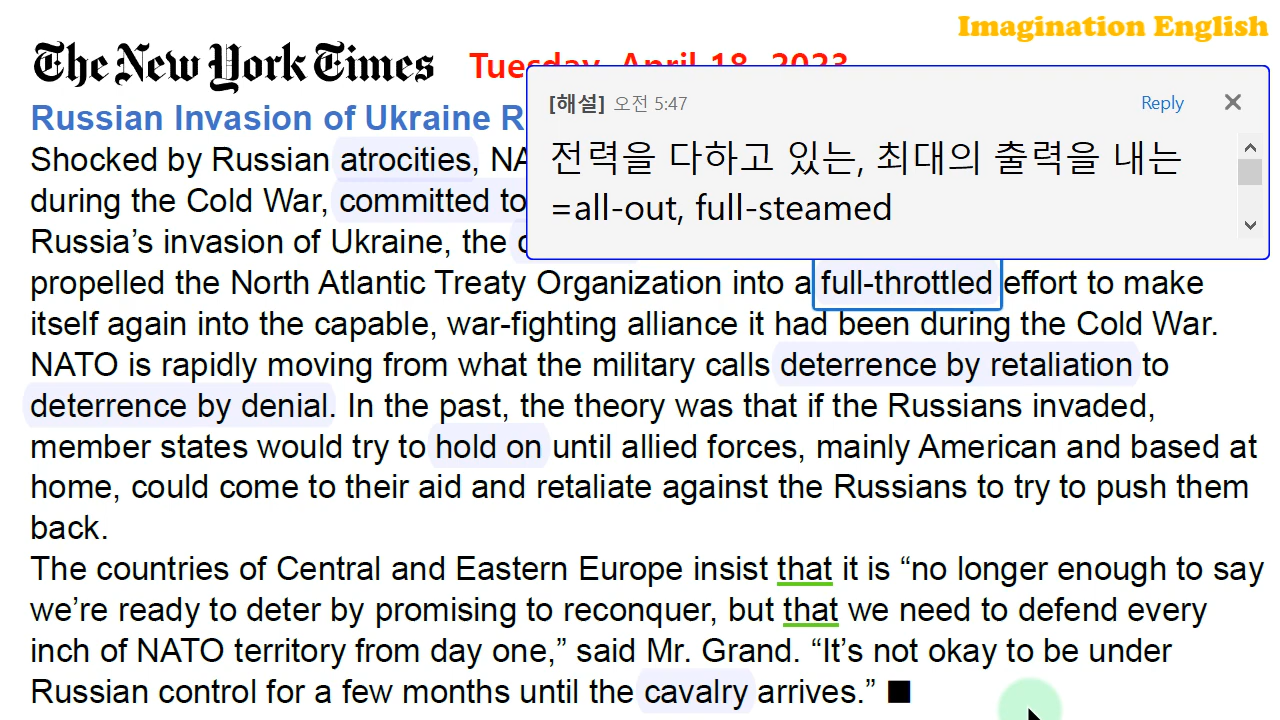 Imagination English
The New York Times
Russian Invasion of Ukraine
[해설] 오전 5:47 Reply
전력을 다하고 있는, 최대의 출력을 내는
=all-out, full-steamed
Shocked by Russian atrocities,
during the Cold War, committed to
Russia’s invasion of Ukraine, the
propelled the North Atlantic Treaty Organization into a full-throttled effort to make
itself again into the capable, war-fighting alliance it had been during the Cold War.
NATO is rapidly moving from what the military calls deterrence by retaliation to
deterrence by denial. In the past, the theory was that if the Russians invaded,
member states would try to hold on until allied forces, mainly American and based at
home, could come to their aid and retaliate against the Russians to try to push them
back.
The countries of Central and Eastern Europe insist that it is “no longer enough to say
we’re ready to deter by promising to reconquer, but that we need to defend every
inch of NATO territory from day one,” said Mr. Grand. “It’s not okay to be under
Russian control for a few months until the cavalry arrives.” ■